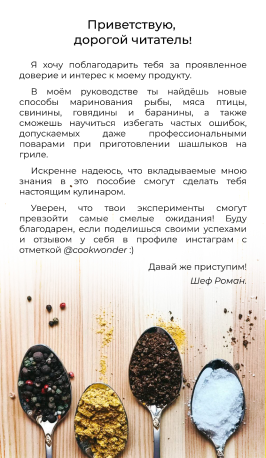 Приветствую,
дорогой читатель!
Я хочу поблагодарить тебя за проявленное
доверие и интерес к моему продукту.
В моём руководстве ты найдёшь новые
способы маринования рыбы, мяса птицы,
свинины, говядины и баранины, а также
сможешь научиться избегать частых ошибок,
допускаемых даже профессиональными
поварами при приготовлении шашлыков на
гриле.
Искренне надеюсь, что вкладываемые мною
знания в это пособие смогут сделать тебя
настоящим кулинаром.
Уверен, что твои эксперименты смогут
превзойти самые смелые ожидания! Буду
благодарен, если поделишься своими успехами
и отзывом у себя в профиле инстаграм с
отметкой @cookwonder :)
Давай же приступим!
Шеф Роман.